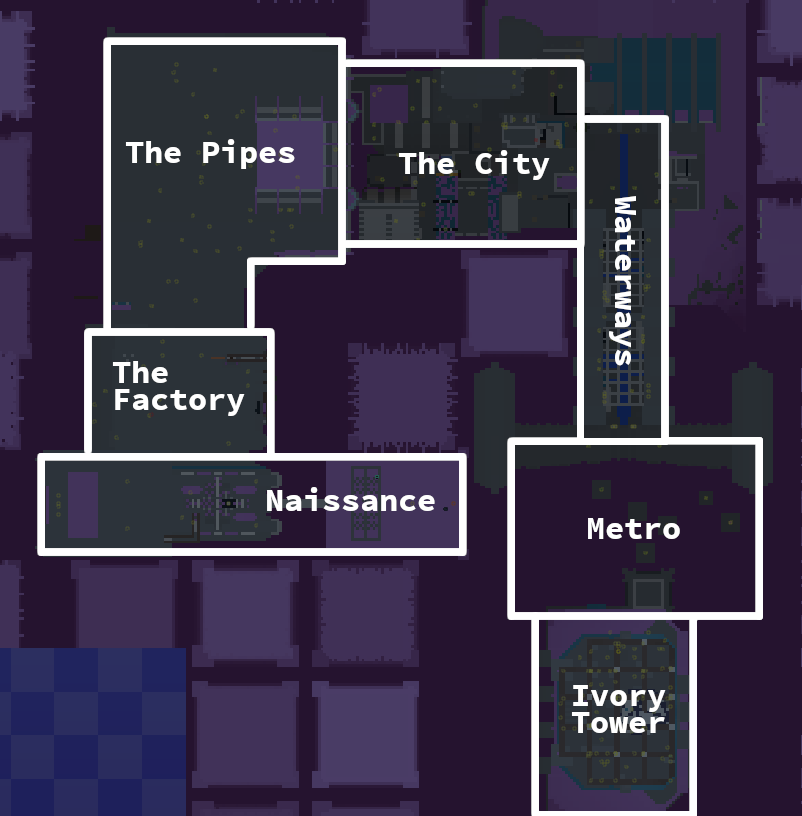 The Pipes
The City
Waterways
The
Factory
Naissance
Metro
Ivory
Tower